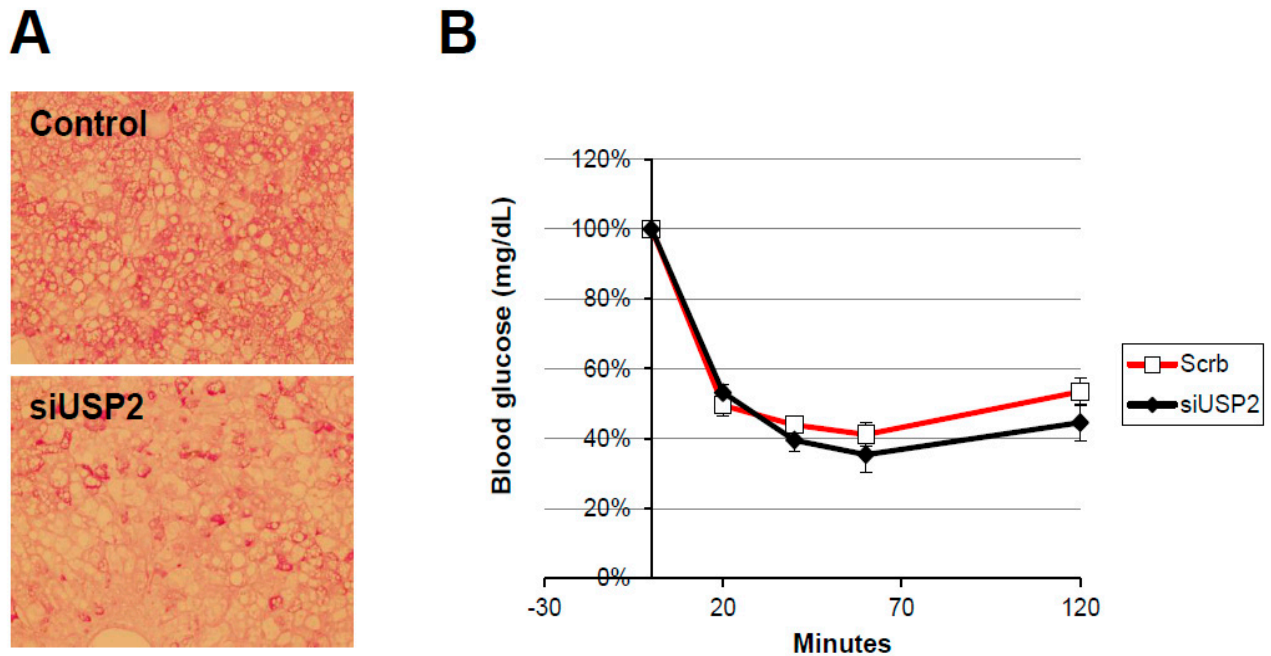 A
B
Control
siUSP2
Blood glucose (mg/dL)
120%
100%
80%
60%
40%
20%
0%
-30
20
70
120
Minutes
Scrb
siUSP2